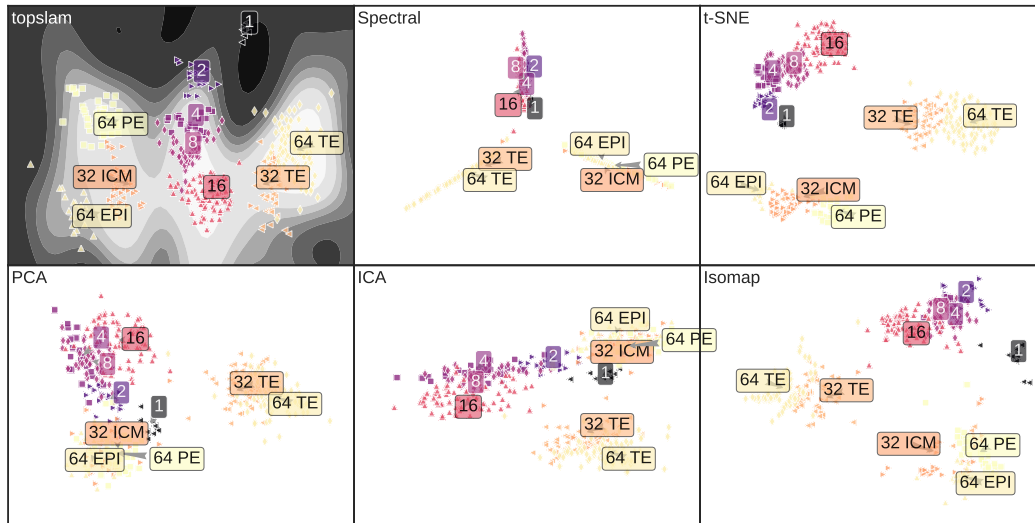 topslam
1
2
4
8
64 PE
64 TE
32 ICM
32 TE
16
64 EPI
Spectral
8
2
4
16
1
64 EPI
32 TE
64 PE
64 TE
32 ICM
t-SNE
16
8
4
2
1
32 TE
64 TE
64 EPI
32 ICM
64 PE
PCA
4
16
8
2
1
32 TE
64 TE
32 ICM
64 EPI
64 PE
ICA
64 EPI
64 PE
32 ICM
2
4
8
1
16
32 TE
64 TE
Isomap
2
8
4
16
1
64 TE
32 TE
32 ICM
64 PE
64 EPI